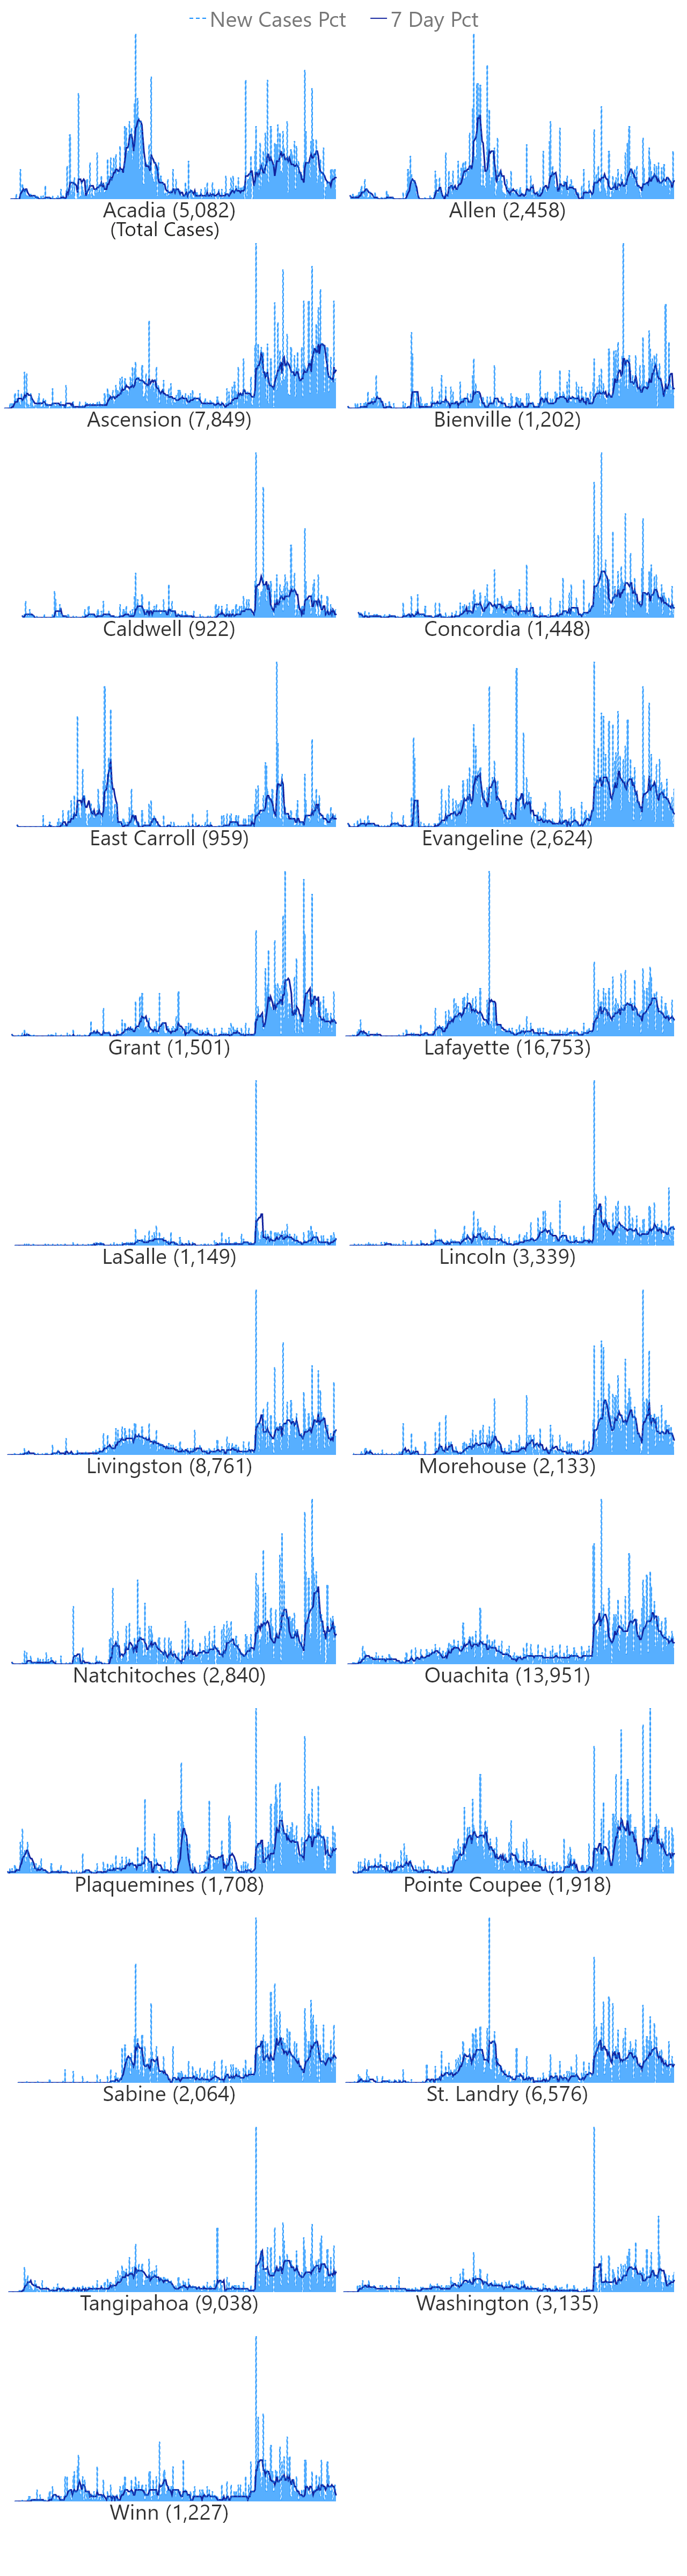 New Cases Pct 7 Day Pct
Acadia (5,082) Allen (2,458)
(Total Cases)
Ascension (7,849) Bienville (1,202)
Caldwell (922) Concordia (1,448)
East Carroll (959) Evangeline (2,624)
Grant (1,501) Lafayette (16,753)
LaSalle (1,149) Lincoln (3,339)
Livingston (8,761) Morehouse (2,133)
Natchitoches (2,840) Ouachita (13,951)
Plaquemines (1,708) Pointe Coupee (1,918)
Sabine (2,064) St. Landry (6,576)
Tangipahoa (9,038) Washington (3,135)
Winn (1,227)